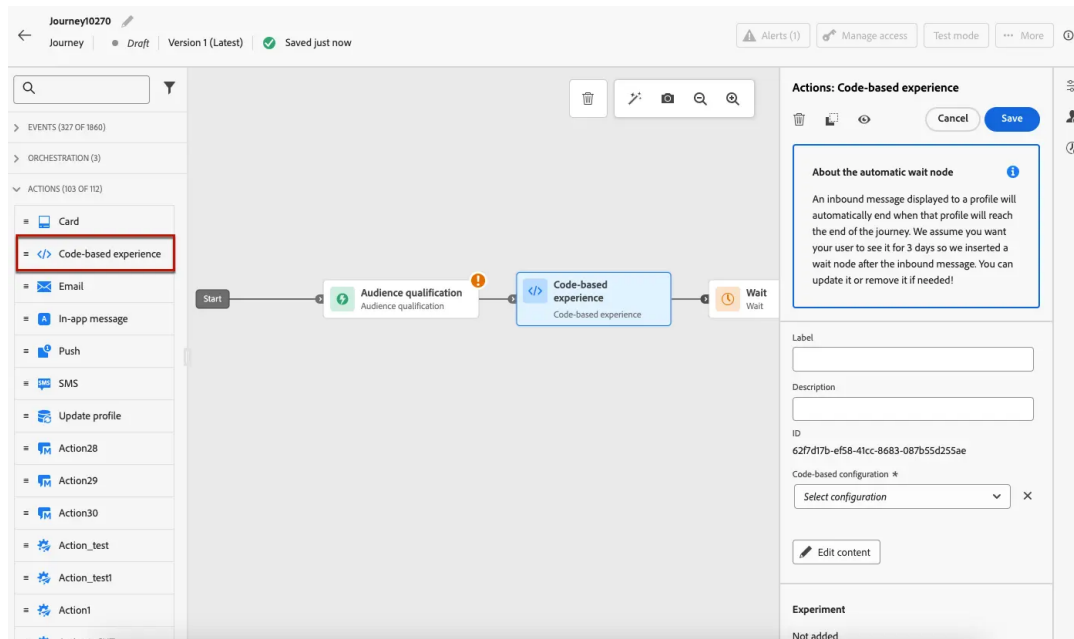 Journey10270
Journey
Draft
Version 1 (Latest)
Saved just now
Alerts (1)
Manage access
Test mode
More
EVENTS (327 OF 1860)
ORCHESTRATION (3)
ACTIONS (103 OF 112)
Card
Code-based experience
Email
In-app message
Push
SMS
SMS
Update profile
Action28
Action29
Action30
Action_test
Action_test1
Action1
Start
Audience qualification
Audience qualification
Code-based
experience
Code-based experience
Wait
Wait
Actions: Code-based experience
Cancel
Save
About the automatic wait node
An inbound message displayed to a profile will
automatically end when that profile will reach
the end of the journey. We assume you want
your user to see it for 3 days so we inserted a
wait node after the inbound message. You can
update it or remove it if needed!
Label
Description
ID
62f7d17b-ef58-41cc-8683-087b55d255ae
Code-based configuration *
Select configuration
Edit content
Experiment
Not added